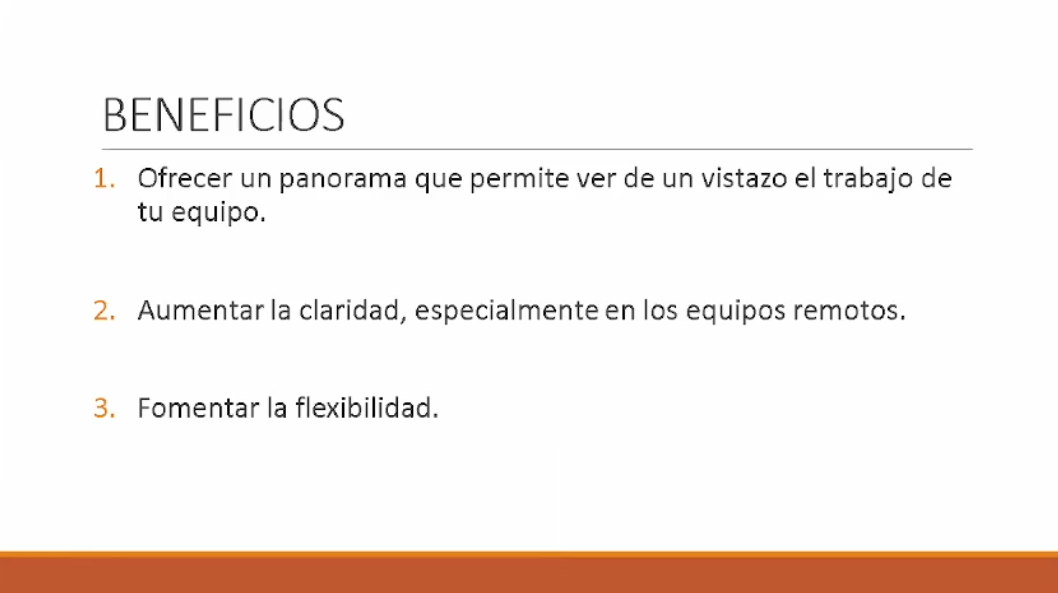 BENEFICIOS
1. Ofrecer un panorama que permite ver de un vistazo el trabajo de
tu equipo.
2. Aumentar la claridad, especialmente en los equipos remotos.
3. Fomentar la flexibilidad.